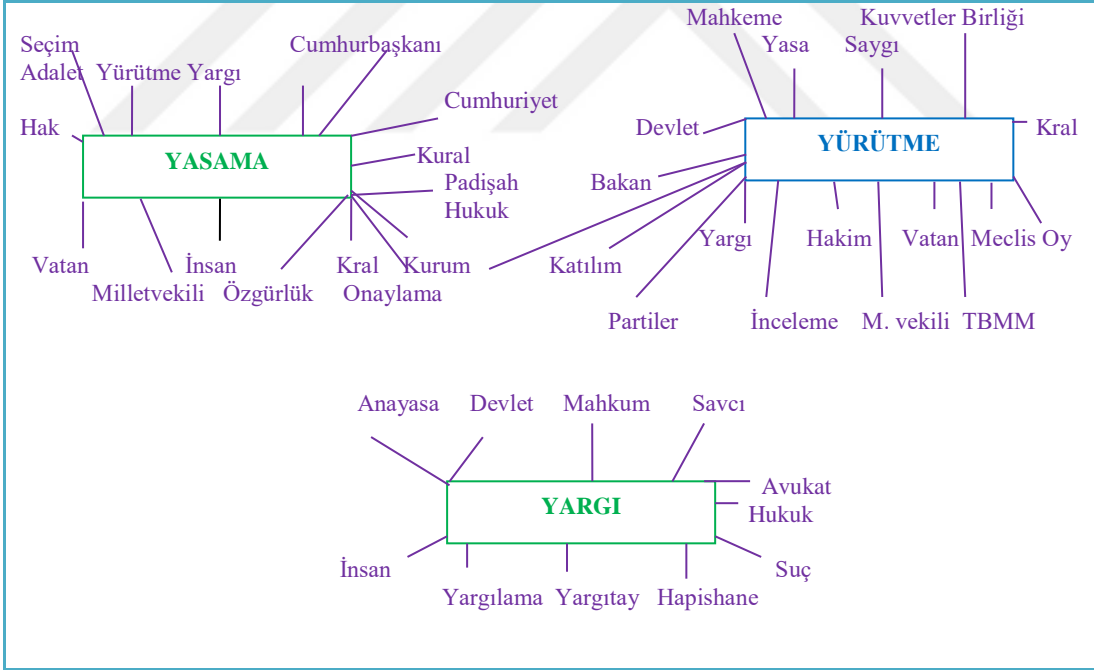 Seçim
Adalet Yürütme Yargı
Cumhurbaşkanı
Cumhuriyet
Hak
YASAMA
Kural
Padişah
Hukuk
Vatan
İnsan
Kral
Kurum
Milletvekili Özgürlük Onaylama
Mahkeme
Kuvvetler Birliği
Yasa
Saygı
Devlet
Kral
YÜRÜTME
Bakan
Yargı
Hakim
Vatan
Meclis Oy
Katılım
Partiler
İnceleme
M. vekili
TBMM
Anayasa
Devlet
Mahkum
Savcı
Avukat
Hukuk
YARGI
İnsan
Suç
Yargılama
Yargıtay
Hapishane